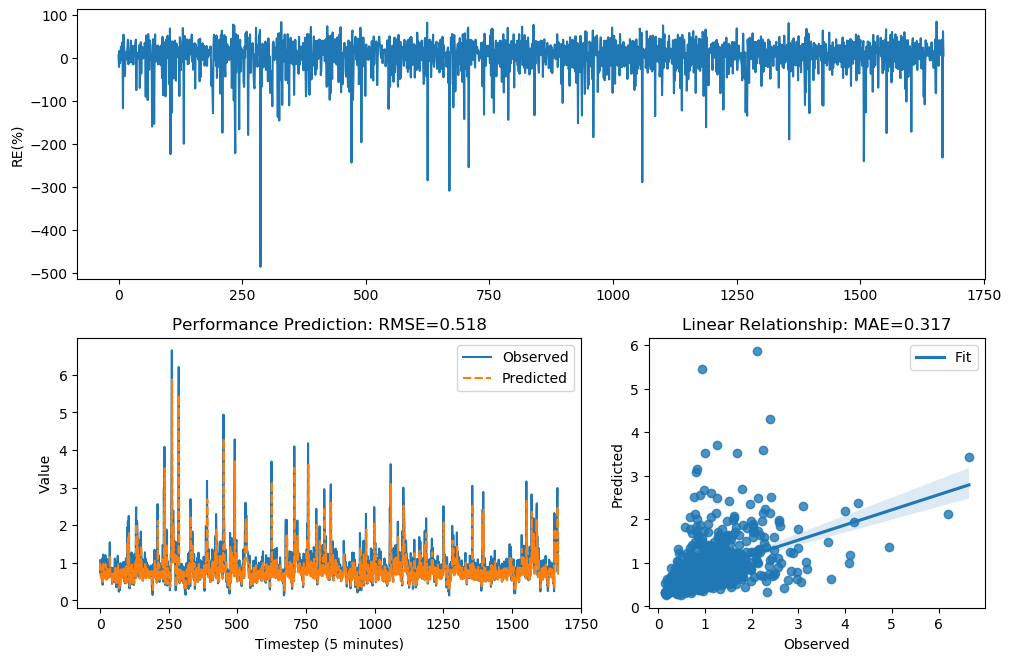 100
0
−100
−200
−300
−400
−500
RE(%)
0 250 500 750 1000 1250 1500 1750
Performance Prediction: RMSE=0.518
Observed
Predicted
6
5
4
3
2
1
0
Value
0 250 500 750 1000 1250 1500 1750
Timestep (5 minutes)
Linear Relationship: MAE=0.317
Fit
6
5
4
3
2
1
0
Predicted
0 1 2 3 4 5 6
Observed